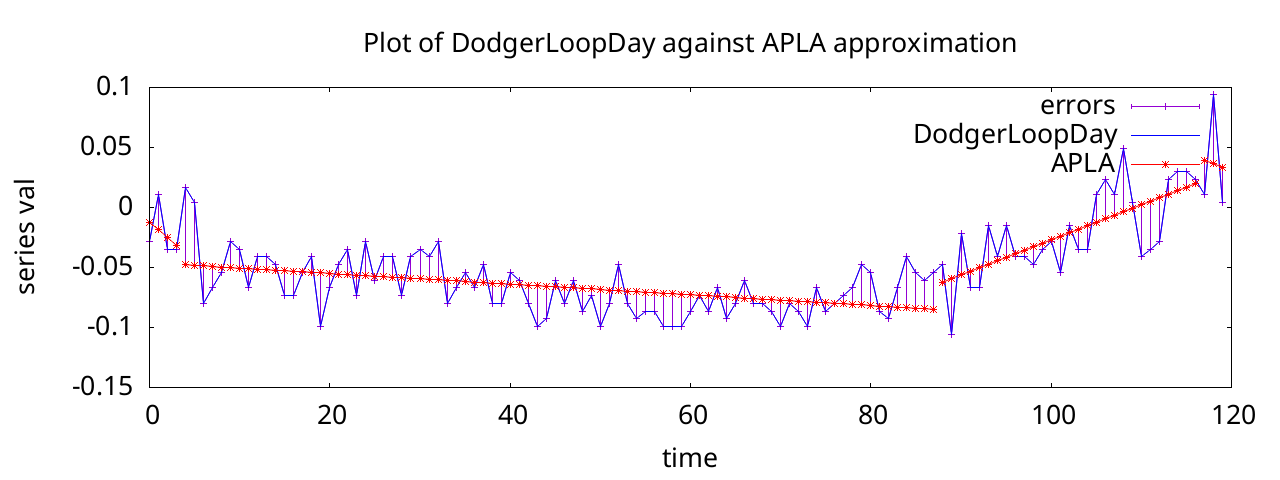 Plot of DodgerLoopDay against APLA approximation
0.1
0.05
0
-0.05
-0.1
-0.15
series val
errors
DodgerLoopDay
APLA
0 20 40 60 80 100 120
time